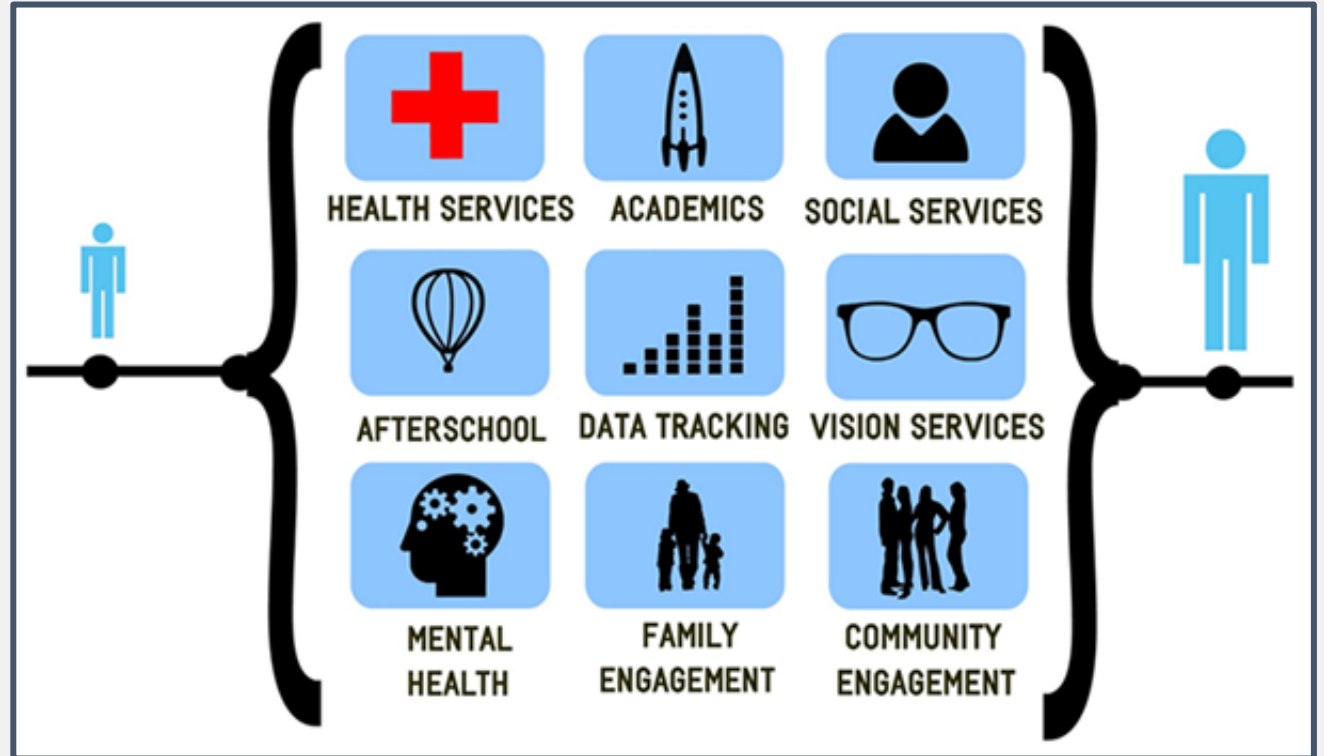 HEALTH SERVICES
ACADEMICS
SOCIAL SERVICES
AFTERSCHOOL
DATA TRACKING
VISION SERVICES
MENTAL
HEALTH
FAMILY
ENGAGEMENT
COMMUNITY
ENGAGEMENT